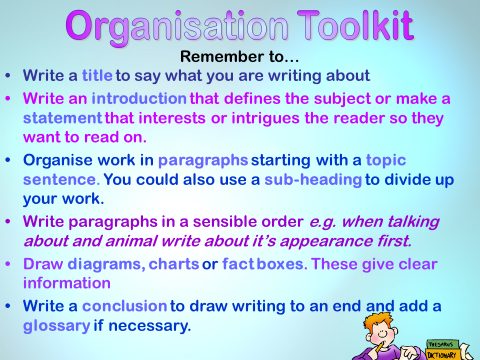 Organisation Toolkit
Remember to...
• Write a title to say what you are writing about
• Write an introduction that defines the subject or make a
statement that interests or intrigues the reader so they
want to read on.
• Organise work in paragraphs starting with a topic
sentence. You could also use a sub-heading to divide up
your work.
• Write paragraphs in a sensible order e.g. when talking
about and animal write about it's appearance first.
• Draw diagrams, charts or fact boxes. These give clear
information
• Write a conclusion to draw writing to an end and add a
glossary if necessary.
THESARUS
DICTIONARY